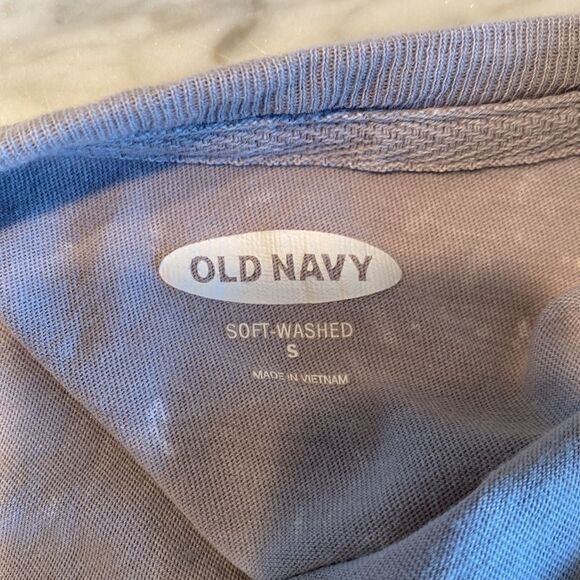 OLD NAVY
SOFT-WASHED
S
MADE IN VIETNAM